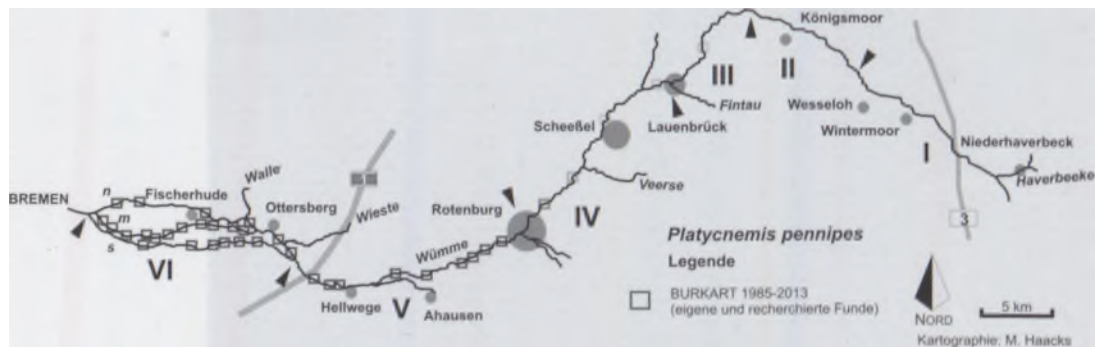 Königsmoor
III
II
Fintau
Wesseloh
Scheeßel
Lauenbrück
Wintermoor
I
Niederhaverbeck
Haverbeeke
Walle
n
Fischerhude
BREMEN
m
Ottersberg
Wieste
s
Rotenburg
Veerse
IV
3
VI
Wümme
Platycnemis pennipes
Legende
BURKART 1985-2013
(eigene und recherchierte Funde)
Hellwege
V
Ahausen
NORD
5 km
Kartographie: M. Haacks